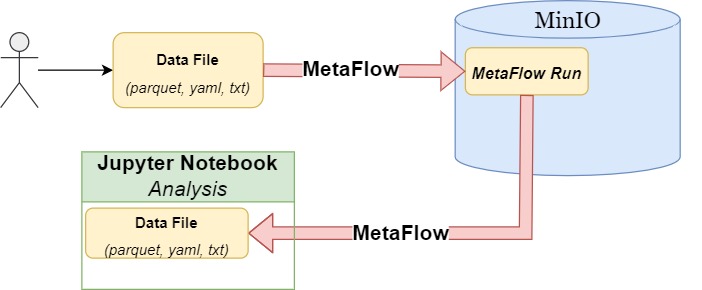 MinIO
Data File
(parquet, yaml, txt)
MetaFlow
MetaFlow Run
Jupyter Notebook
Analysis
Data File
(parquet, yaml, txt)
MetaFlow